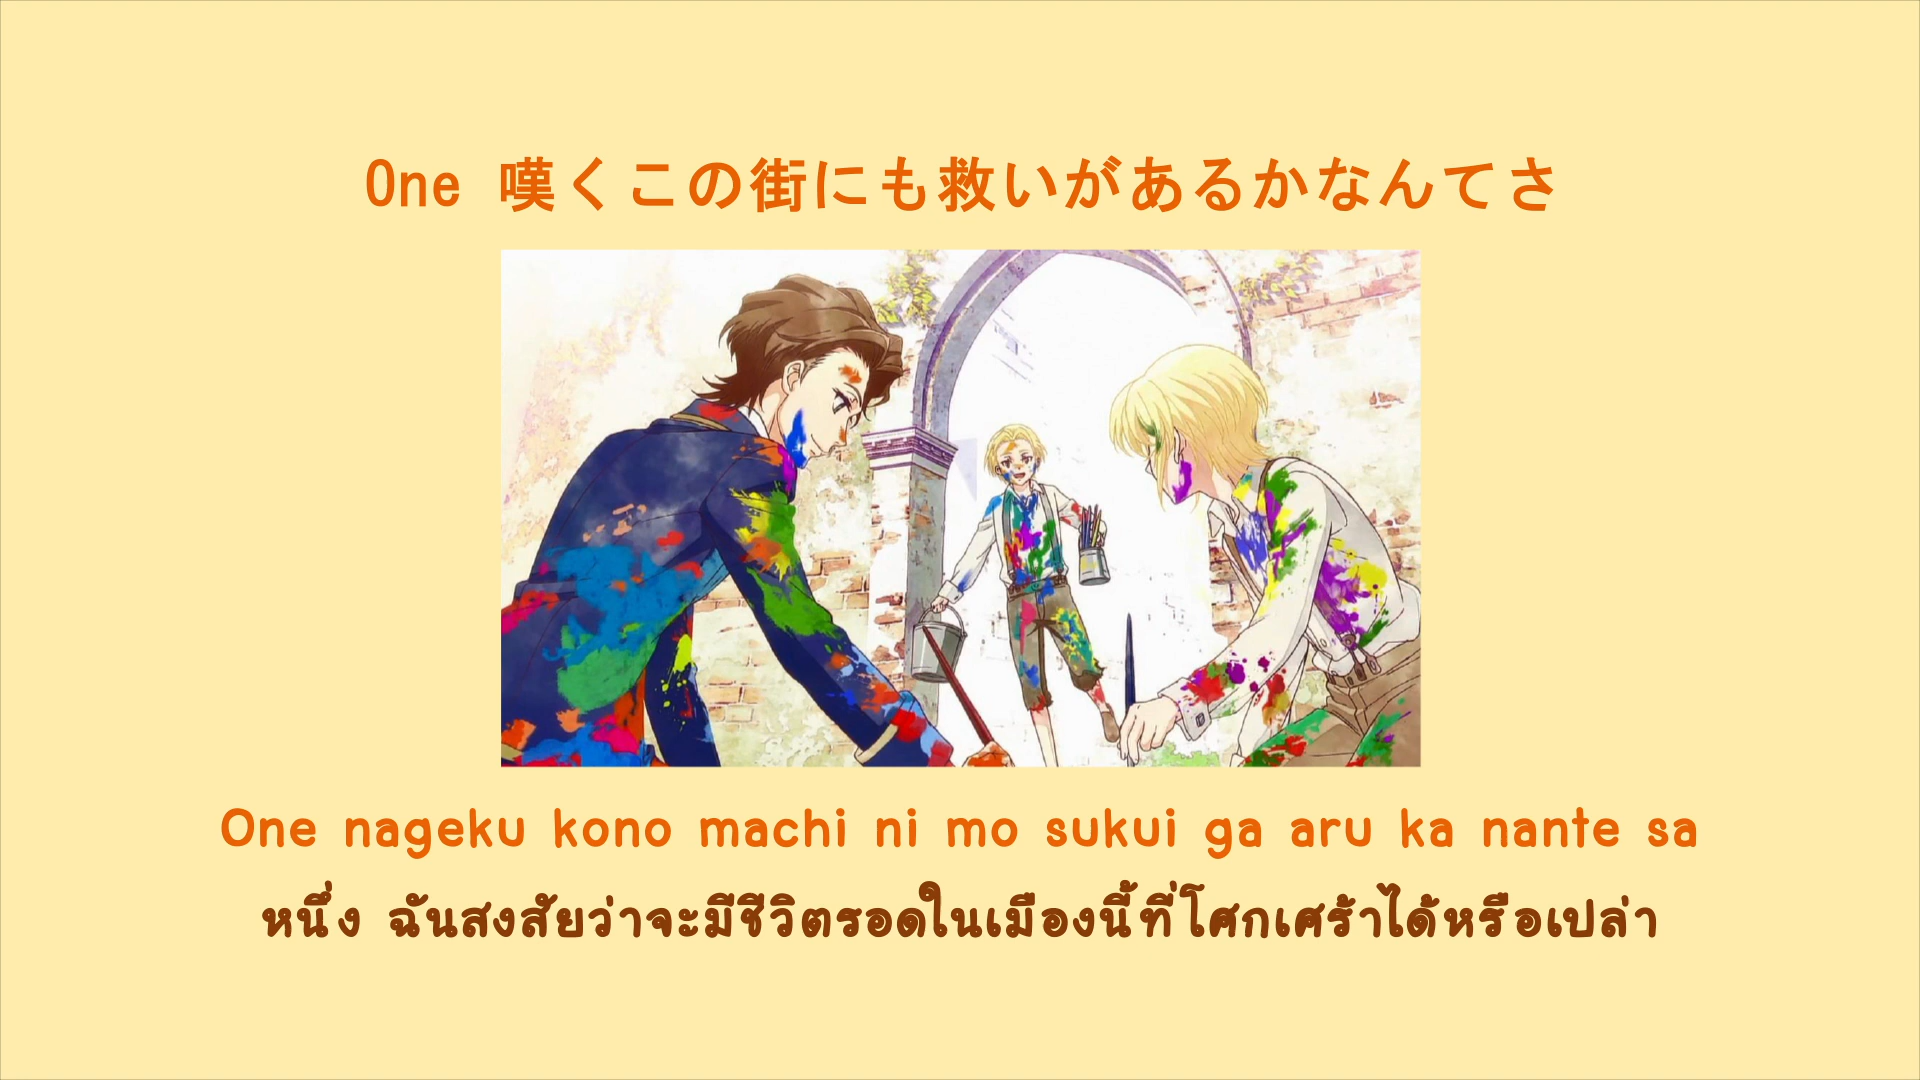 One 嘆くこの街にも救いがあるかなんてさ
One nageku kono machi ni mo sukui ga aru ka nante sa
หนึ่ง ฉันสงสัยว่าจะมีชีวิตรอดในเมืองนี้ที่โศกเศร้าได้หรือเปล่า